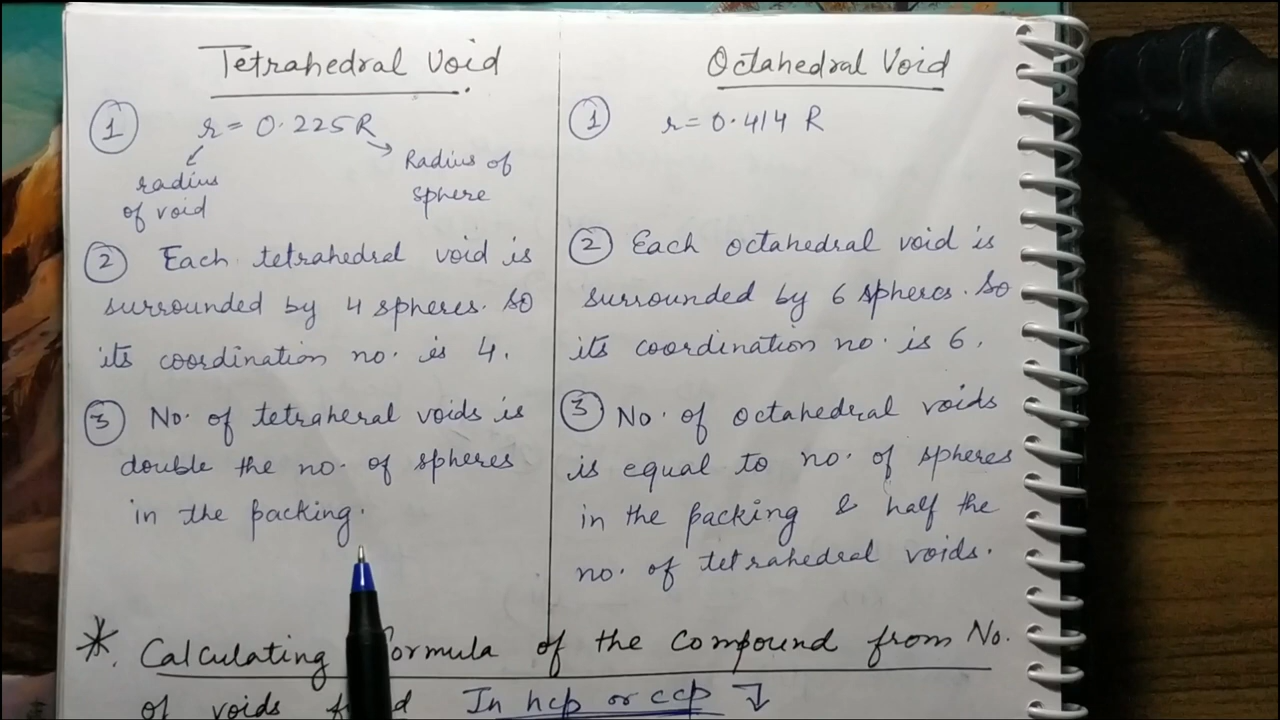 Tetrahedral Void
① r = 0.225R
radius of void
Radius of sphere
② Each tetrahedral void is
surrounded by 4 spheres. So
its coordination no. is 4.
③ No. of tetraheral voids is
double the no. of spheres
in the packing.
Octahedral Void
① r = 0.414 R
② Each octahedral void is
surrounded by 6 spheres. So
its coordination no. is 6.
③ No. of octahedral voids
is equal to no. of spheres
in the packing & half the
no. of tetrahedral voids.
*. Calculating formula of the compound from No.
of voids In hcp or ccp